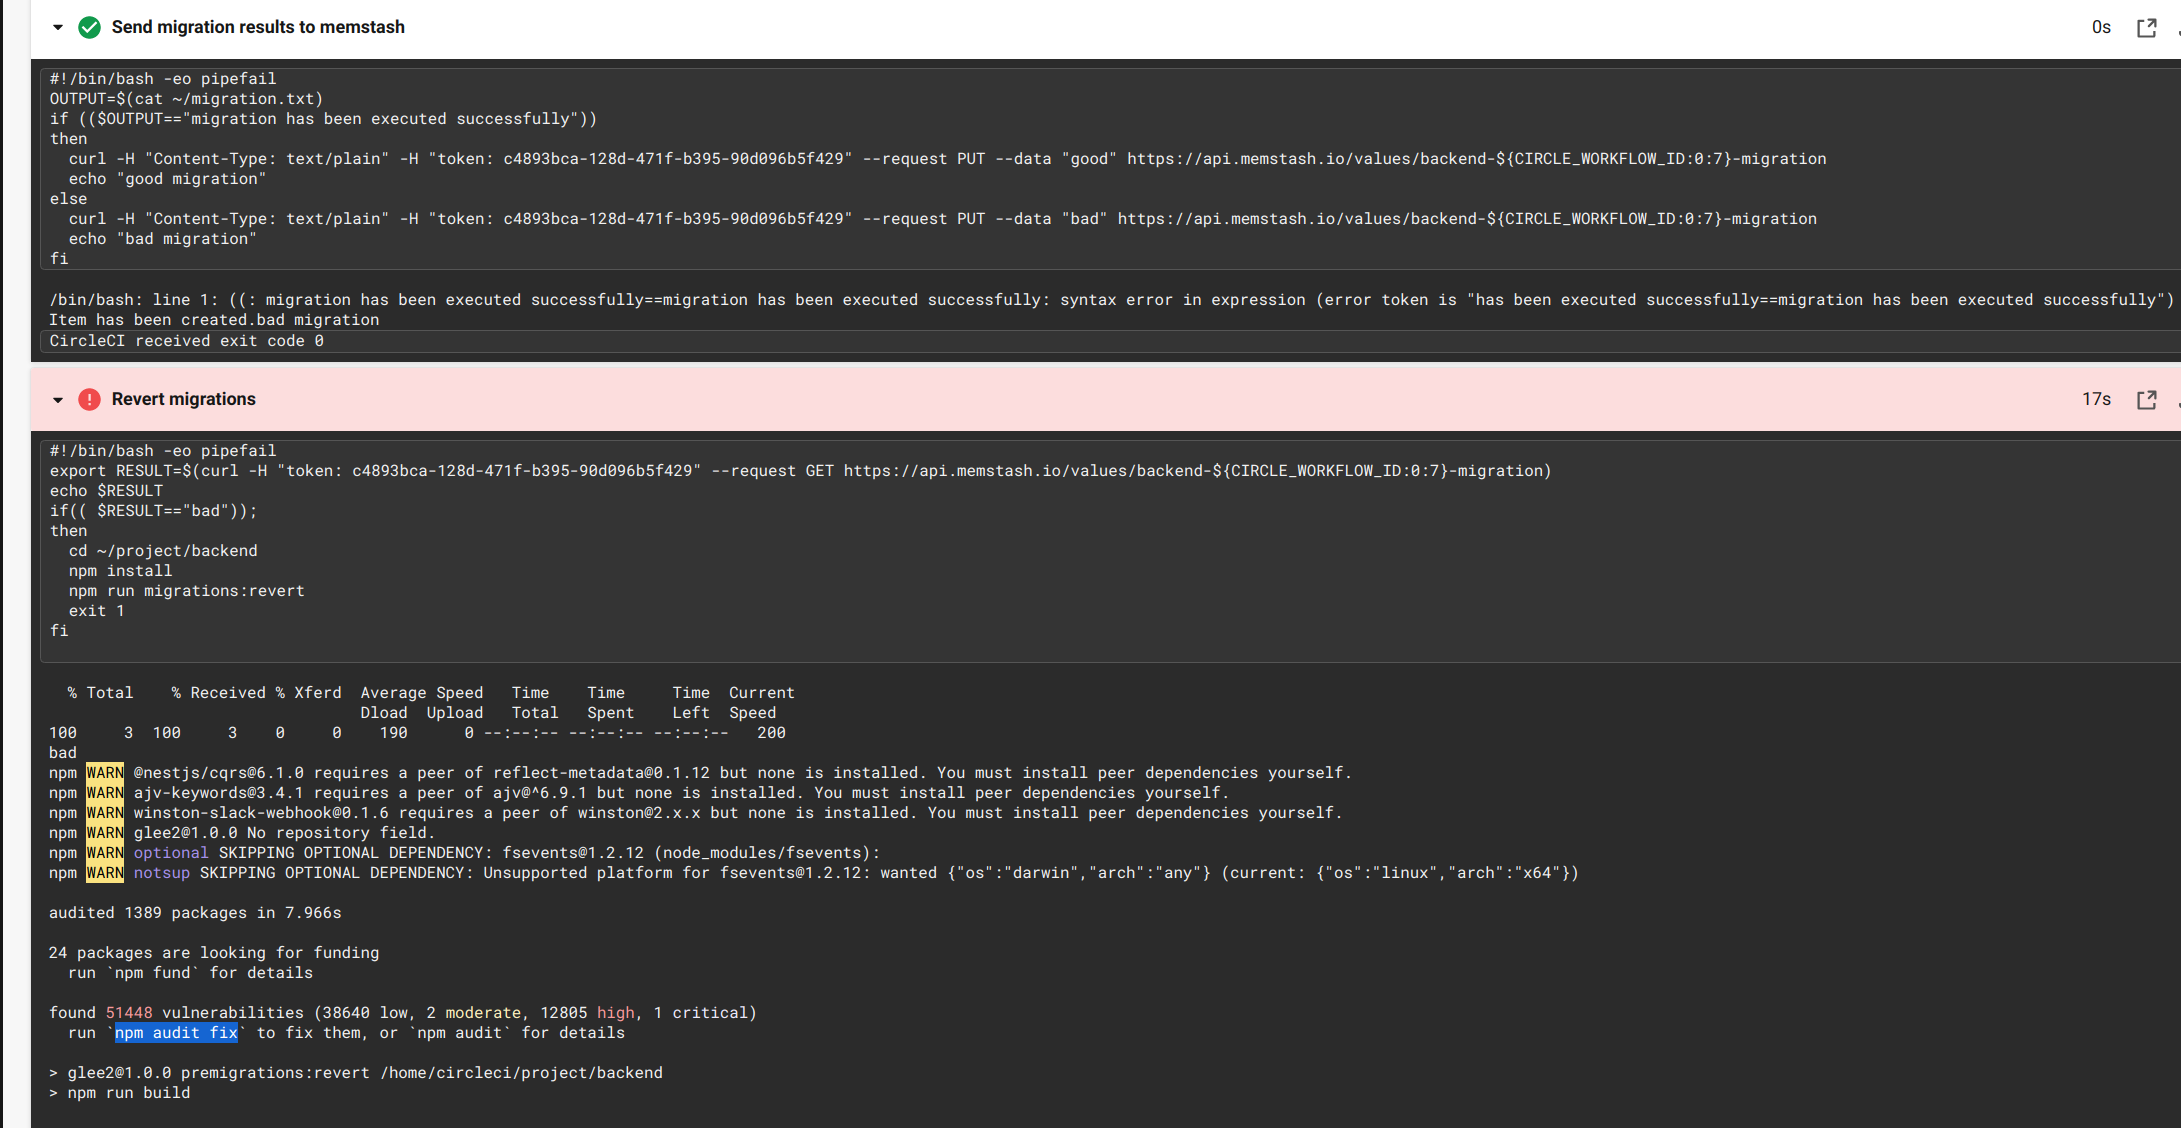 Send migration results to memstash 0s
#!/bin/bash -eo pipefail
OUTPUT=$(cat ~/migration.txt)
if (($OUTPUT=="migration has been executed successfully"))
then
  curl -H "Content-Type: text/plain" -H "token: c4893bca-128d-471f-b395-90d096b5f429" --request PUT --data "good" https://api.memstash.io/values/backend-${CIRCLE_WORKFLOW_ID:0:7}-migration
  echo "good migration"
else
  curl -H "Content-Type: text/plain" -H "token: c4893bca-128d-471f-b395-90d096b5f429" --request PUT --data "bad" https://api.memstash.io/values/backend-${CIRCLE_WORKFLOW_ID:0:7}-migration
  echo "bad migration"
fi
/bin/bash: line 1: ((: migration has been executed successfully==migration has been executed successfully: syntax error in expression (error token is "has been executed successfully==migration has been executed successfully")
Item has been created.bad migration
CircleCI received exit code 0
Revert migrations 17s
#!/bin/bash -eo pipefail
export RESULT=$(curl -H "token: c4893bca-128d-471f-b395-90d096b5f429" --request GET https://api.memstash.io/values/backend-${CIRCLE_WORKFLOW_ID:0:7}-migration)
echo $RESULT
if(( $RESULT=="bad"));
then
  cd ~/project/backend
  npm install
  npm run migrations:revert
  exit 1
fi
  % Total    % Received % Xferd  Average Speed   Time    Time     Time  Current
                                 Dload  Upload   Total   Spent    Left  Speed
100     3  100     3    0     0    190      0 --:--:-- --:--:-- --:--:--   200
bad
npm WARN @nestjs/cqrs@6.1.0 requires a peer of reflect-metadata@0.1.12 but none is installed. You must install peer dependencies yourself.
npm WARN ajv-keywords@3.4.1 requires a peer of ajv@^6.9.1 but none is installed. You must install peer dependencies yourself.
npm WARN winston-slack-webhook@0.1.6 requires a peer of winston@2.x.x but none is installed. You must install peer dependencies yourself.
npm WARN glee2@1.0.0 No repository field.
npm WARN optional SKIPPING OPTIONAL DEPENDENCY: fsevents@1.2.12 (node_modules/fsevents):
npm WARN notsup SKIPPING OPTIONAL DEPENDENCY: Unsupported platform for fsevents@1.2.12: wanted {"os":"darwin","arch":"any"} (current: {"os":"linux","arch":"x64"})
audited 1389 packages in 7.966s
24 packages are looking for funding
  run `npm fund` for details
found 51448 vulnerabilities (38640 low, 2 moderate, 12805 high, 1 critical)
  run `npm audit fix` to fix them, or `npm audit` for details
> glee2@1.0.0 premigrations:revert /home/circleci/project/backend
> npm run build